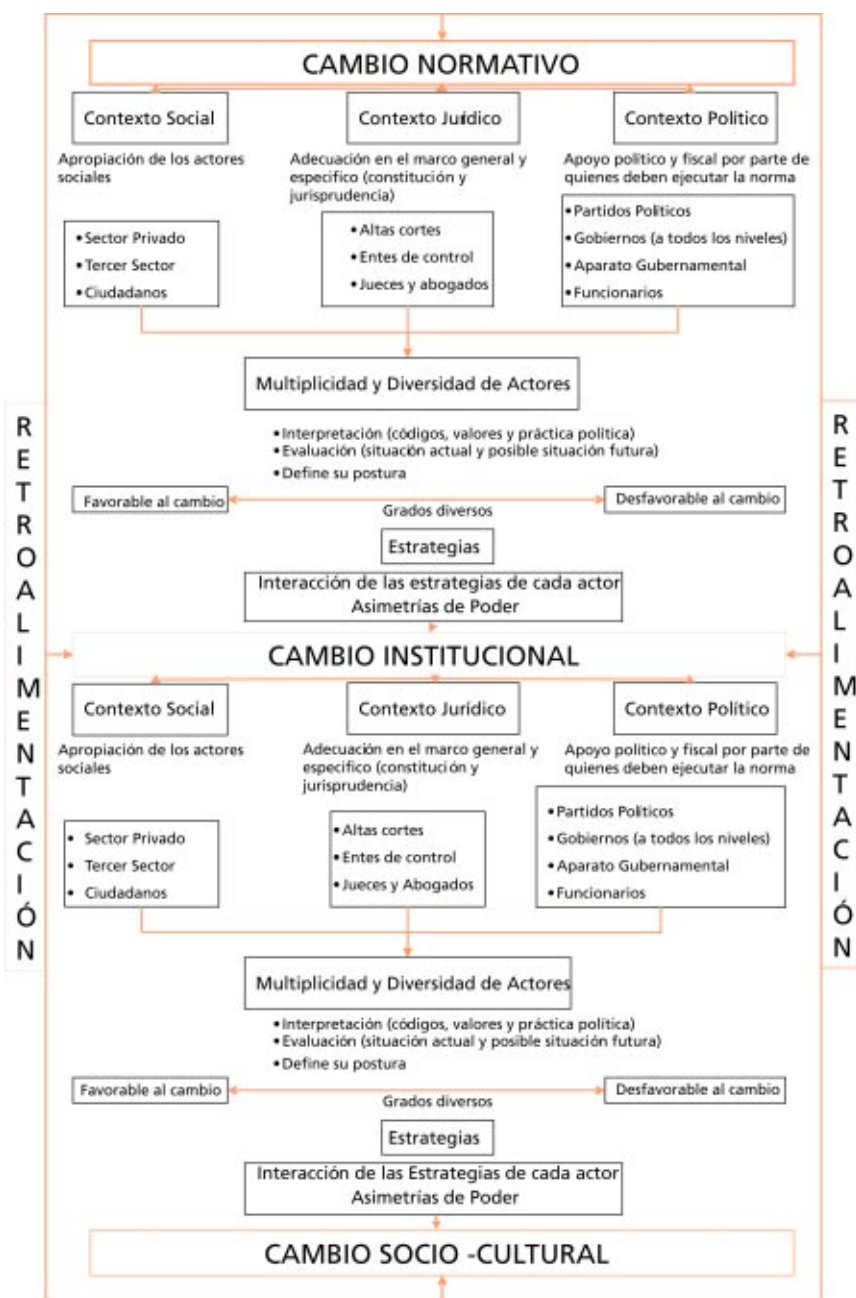 CAMBIO NORMATIVO
Contexto Social
Contexto Jurídico
Contexto Político
Apropiación de los actores
sociales
Adecuación en el marco general y
especifico (constitución y
jurisprudencia)
Apoyo político y fiscal por parte de
quienes deben ejecutar la norma
• Sector Privado
• Tercer Sector
• Ciudadanos
• Altas cortes
• Entes de control
• Jueces y abogados
• Partidos Políticos
• Gobiernos (a todos los niveles)
• Aparato Gubernamental
• Funcionarios
Multiplicidad y Diversidad de Actores
• Interpretación (códigos, valores y práctica política)
• Evaluación (situación actual y posible situación futura)
• Define su postura
Favorable al cambio
Grados diversos
Desfavorable al cambio
Estrategias
Interacción de las estrategias de cada actor
Asimetrías de Poder
CAMBIO INSTITUCIONAL
Contexto Social
Contexto Jurídico
Contexto Político
Apropiación de los actores
sociales
Adecuación en el marco general y
especifico (constitución y
jurisprudencia)
Apoyo político y fiscal por parte de
quienes deben ejecutar la norma
• Sector Privado
• Tercer Sector
• Ciudadanos
• Altas cortes
• Entes de control
• Jueces y Abogados
• Partidos Políticos
• Gobiernos (a todos los niveles)
• Aparato Gubernamental
• Funcionarios
Multiplicidad y Diversidad de Actores
• Interpretación (códigos, valores y práctica política)
• Evaluación (situación actual y posible situación futura)
• Define su postura
Favorable al cambio
Grados diversos
Desfavorable al cambio
Estrategias
Interacción de las Estrategias de cada actor
Asimetrías de Poder
CAMBIO SOCIO -CULTURAL
RETROALIMENTACIÓN
RETROALIMENTACIÓN